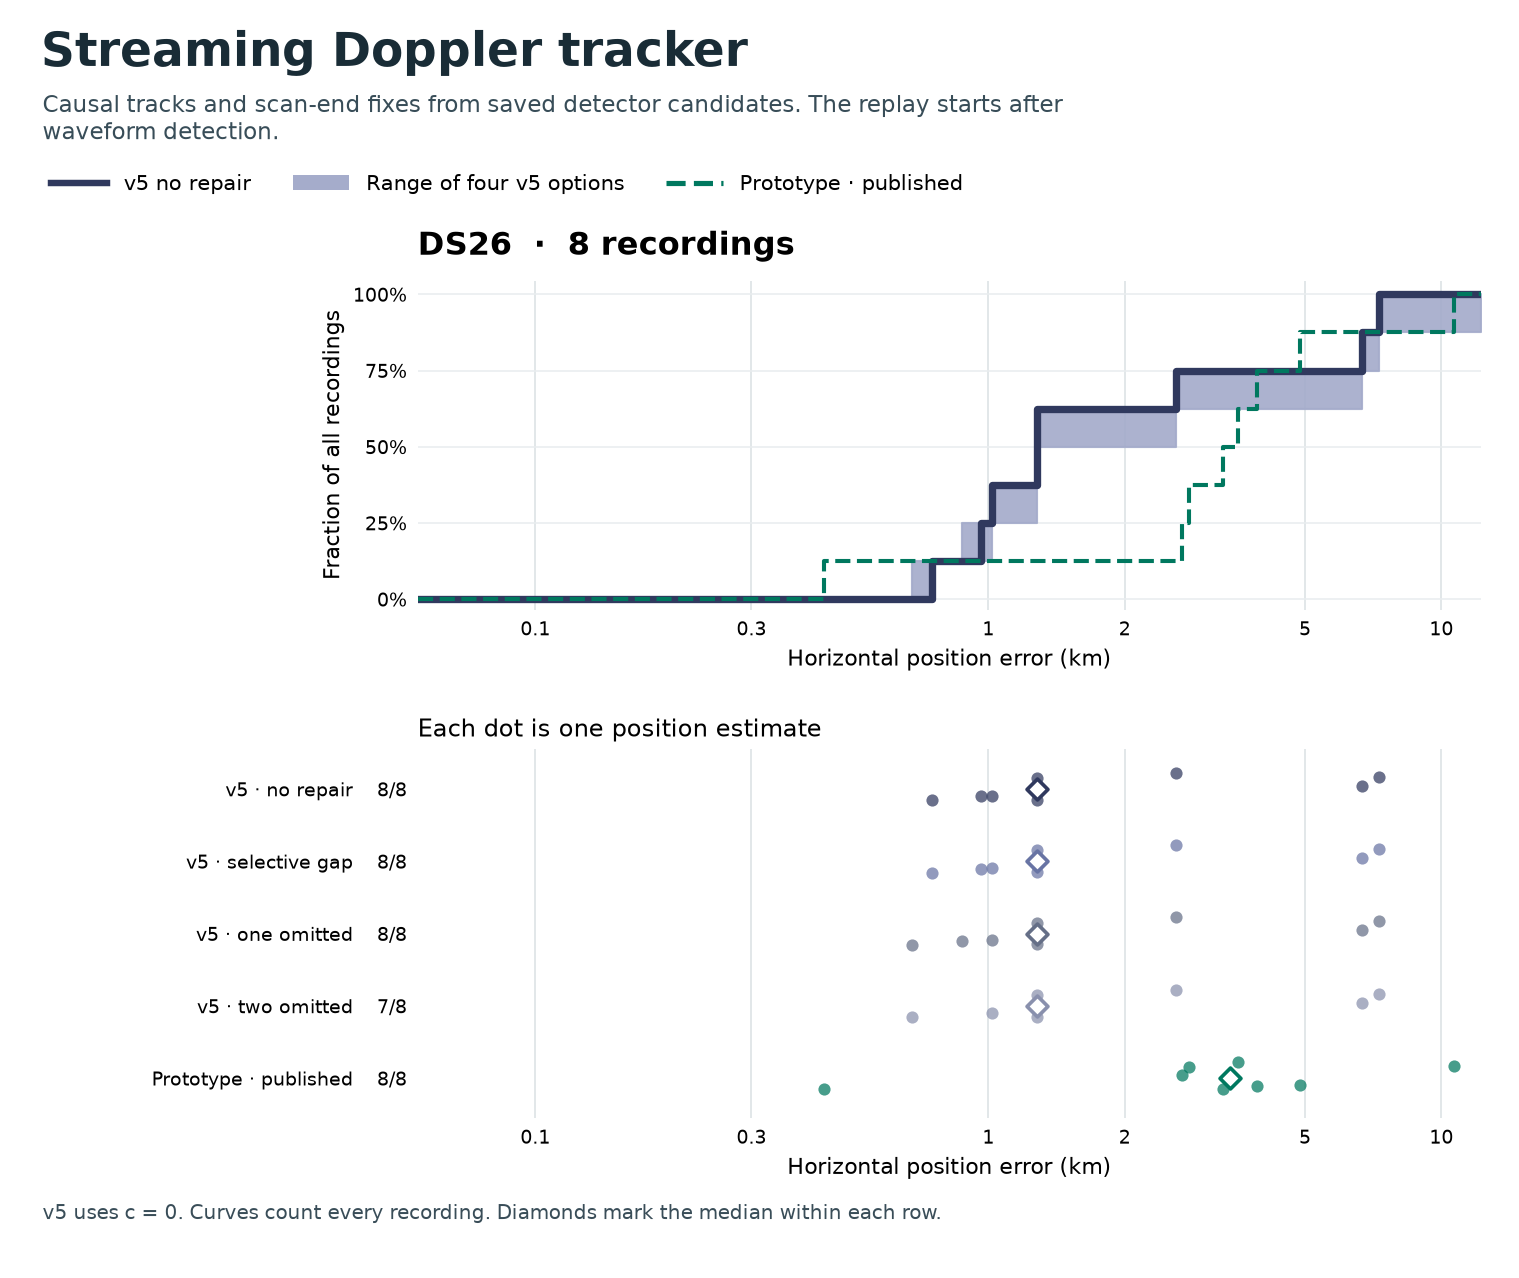 Streaming Doppler tracker
Causal tracks and scan-end fixes from saved detector candidates. The replay starts after
waveform detection.
v5 no repair
Range of four v5 options
Prototype · published
DS26 · 8 recordings
Fraction of all recordings
100%
75%
50%
25%
0%
0.1 0.3 1 2 5 10
Horizontal position error (km)
Each dot is one position estimate
v5 · no repair 8/8
v5 · selective gap 8/8
v5 · one omitted 8/8
v5 · two omitted 7/8
Prototype · published 8/8
0.1 0.3 1 2 5 10
Horizontal position error (km)
v5 uses c = 0. Curves count every recording. Diamonds mark the median within each row.